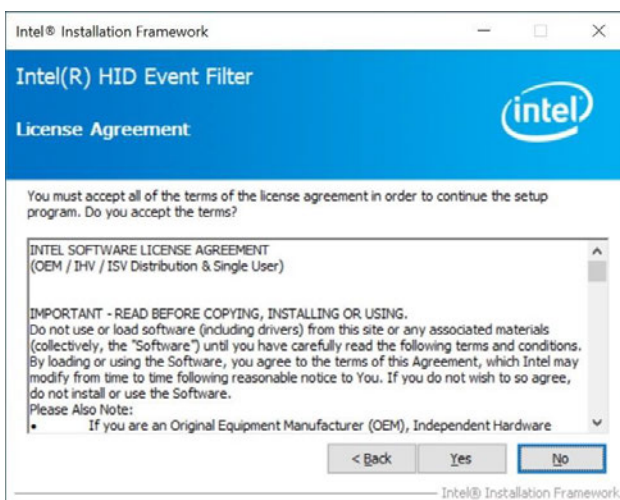 Intel® Installation Framework
Intel(R) HID Event Filter
License Agreement
intel
You must accept all of the terms of the license agreement in order to continue the setup
program. Do you accept the terms?
INTEL SOFTWARE LICENSE AGREEMENT
(OEM / IHV / ISV Distribution & Single User)
IMPORTANT - READ BEFORE COPYING, INSTALLING OR USING.
Do not use or load software (including drivers) from this site or any associated materials
(collectively, the "Software") until you have carefully read the following terms and conditions.
By loading or using the Software, you agree to the terms of this Agreement, which Intel may
modify from time to time following reasonable notice to You. If you do not wish to so agree,
do not install or use the Software.
Please Also Note:
• If you are an Original Equipment Manufacturer (OEM), Independent Hardware
< Back Yes No
Intel® Installation Framework